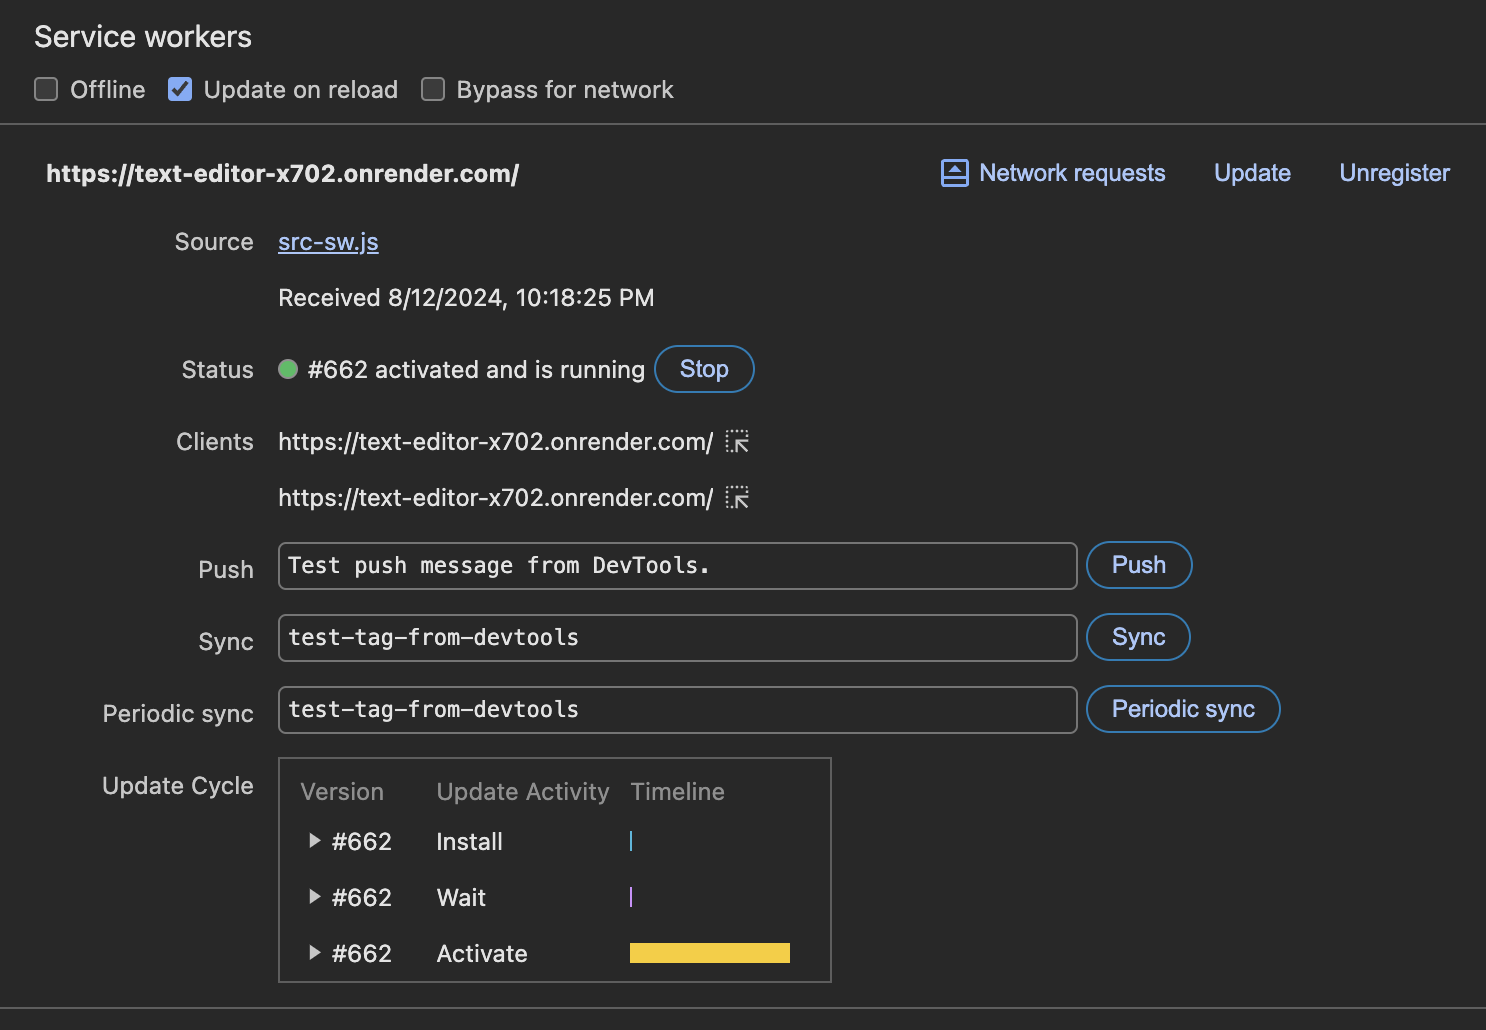 Service workers
Offline Update on reload Bypass for network
https://text-editor-x702.onrender.com/ Network requests Update Unregister
Source src-sw.js
Received 8/12/2024, 10:18:25 PM
Status #662 activated and is running Stop
Clients https://text-editor-x702.onrender.com/
https://text-editor-x702.onrender.com/
Push Test push message from DevTools. Push
Sync test-tag-from-devtools Sync
Periodic sync test-tag-from-devtools Periodic sync
Update Cycle Version Update Activity Timeline
#662 Install
#662 Wait
#662 Activate